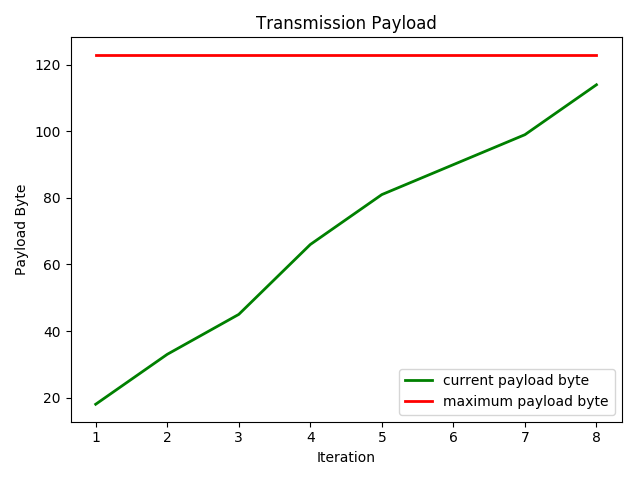 Transmission Payload
120
100
80
60
40
20
Payload Byte
1 2 3 4 5 6 7 8
Iteration
current payload byte
maximum payload byte